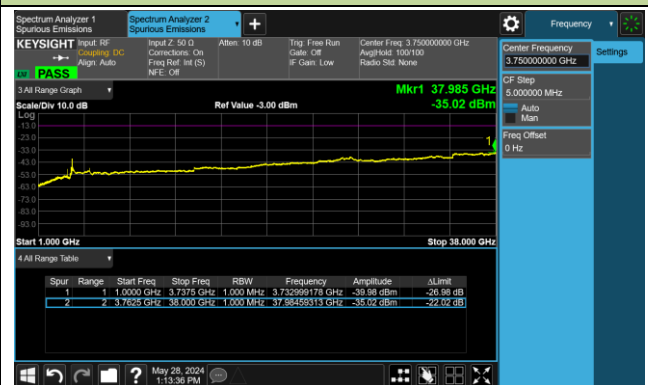 Spectrum Analyzer 1
Spurious Emissions
Spectrum Analyzer 2
Spurious Emissions
Frequency
KEYSIGHT
Input: RF
Coupling: DC
Align: Auto
Input Z: 50 Ω
Corrections: On
Freq Ref: Int (S)
NFE: Off
Atten: 10 dB
Trig: Free Run
Gate: Off
IF Gain: Low
Center Freq: 3.750000000 GHz
Avg|Hold: 100/100
Radio Std: None
PASS
3 All Range Graph
Mkr1 37.985 GHz
Scale/Div 10.0 dB
Ref Value -3.00 dBm
-35.02 dBm
Log
-13.0
-23.0
-33.0
-43.0
-53.0
-63.0
-73.0
-83.0
-93.0
1
Start 1.000 GHz
Stop 38.000 GHz
4 All Range Table
Spur Range Start Freq Stop Freq RBW Frequency Amplitude ΔLimit
1 1 1.0000 GHz 3.7375 GHz 1.000 MHz 3.732999178 GHz -39.98 dBm -26.98 dB
2 2 3.7625 GHz 38.000 GHz 1.000 MHz 37.98459313 GHz -35.02 dBm -22.02 dB
Center Frequency
3.750000000 GHz
Settings
CF Step
5.000000 MHz
Auto
Man
Freq Offset
0 Hz
May 28, 2024
1:13:36 PM